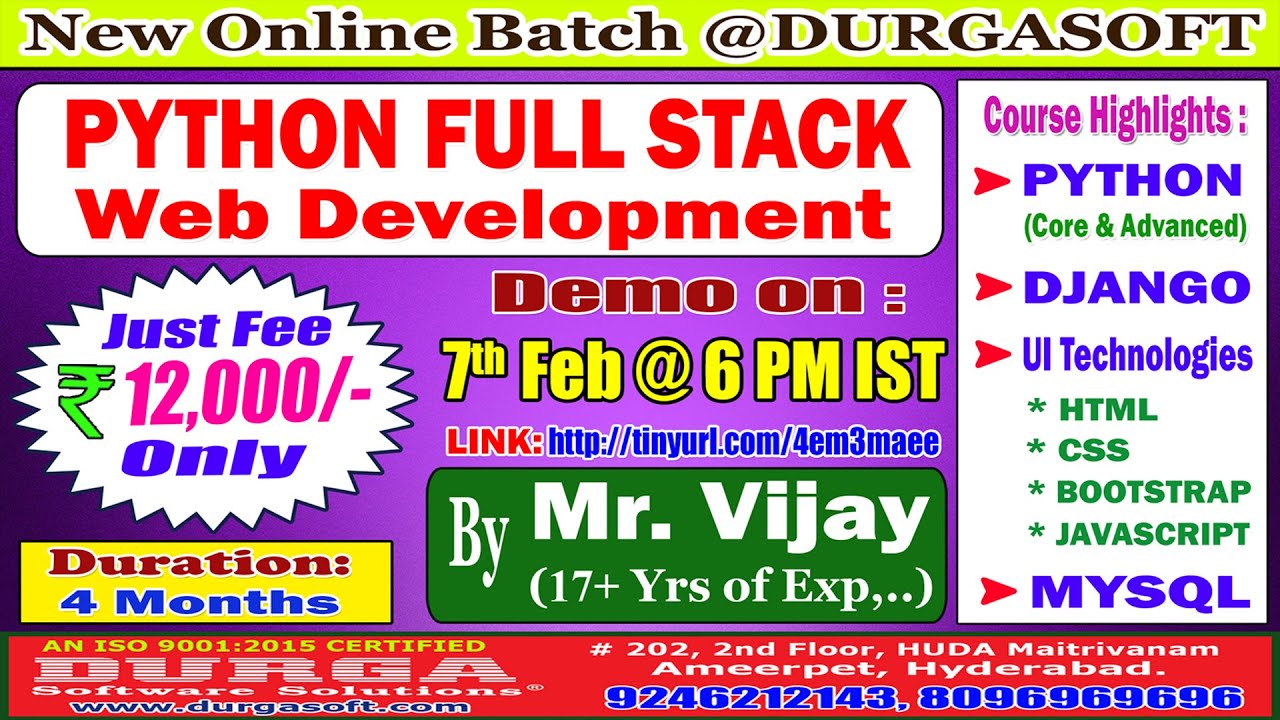 New Online Batch @DURGASOFT
PYTHON FULL STACK
Web Development
Just Fee
₹ 12,000/-
Only
Duration:
4 Months
Demo on :
7th Feb @ 6 PM IST
LINK: http://tinyurl.com/4em3maee
By Mr. Vijay
(17+ Yrs of Exp,..)
Course Highlights :
➤ PYTHON
(Core & Advanced)
➤ DJANGO
➤ UI Technologies
* HTML
* CSS
* BOOTSTRAP
* JAVASCRIPT
➤ MYSQL
AN ISO 9001:2015 CERTIFIED
DURGA
Software Solutions®
www.durgasoft.com
# 202, 2nd Floor, HUDA Maitrivanam
Ameerpet, Hyderabad.
9246212143, 8096969696